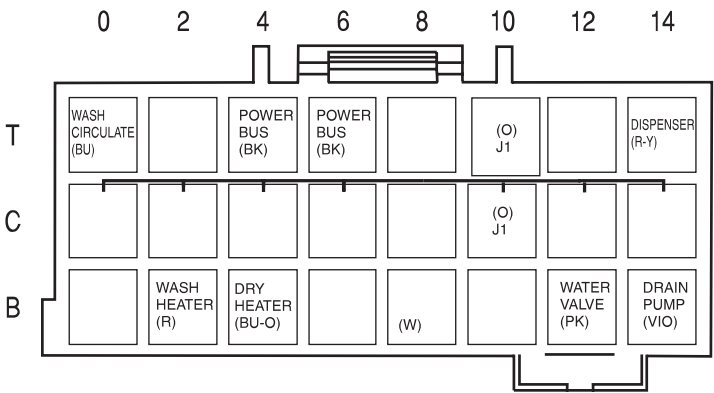 0 2 4 6 8 10 12 14
T
WASH
CIRCULATE
(BU)
POWER
BUS
(BK)
POWER
BUS
(BK)
(O)
J1
DISPENSER
(R-Y)
C
(O)
J1
B
WASH
HEATER
(R)
DRY
HEATER
(BU-O)
(W)
WATER
VALVE
(PK)
DRAIN
PUMP
(VIO)